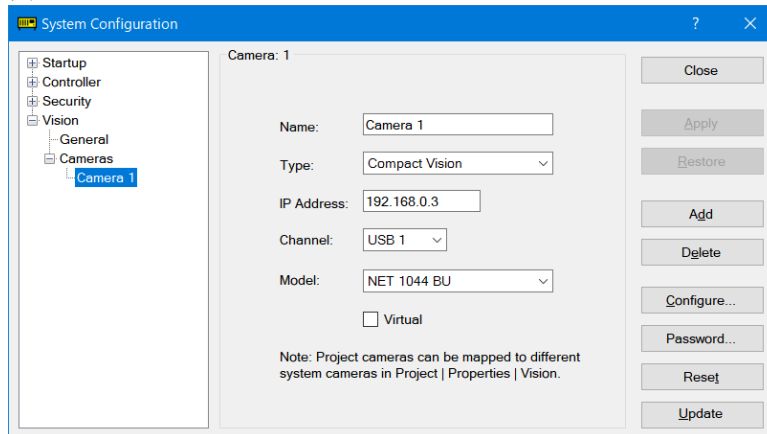 System Configuration
?
Startup
Controller
Security
Vision
General
Cameras
Camera 1
Camera: 1
Name: Camera 1
Type: Compact Vision
IP Address: 192.168.0.3
Channel: USB 1
Model: NET 1044 BU
Virtual
Note: Project cameras can be mapped to different
system cameras in Project | Properties | Vision.
Close
Apply
Restore
Add
Delete
Configure...
Password...
Reset
Update